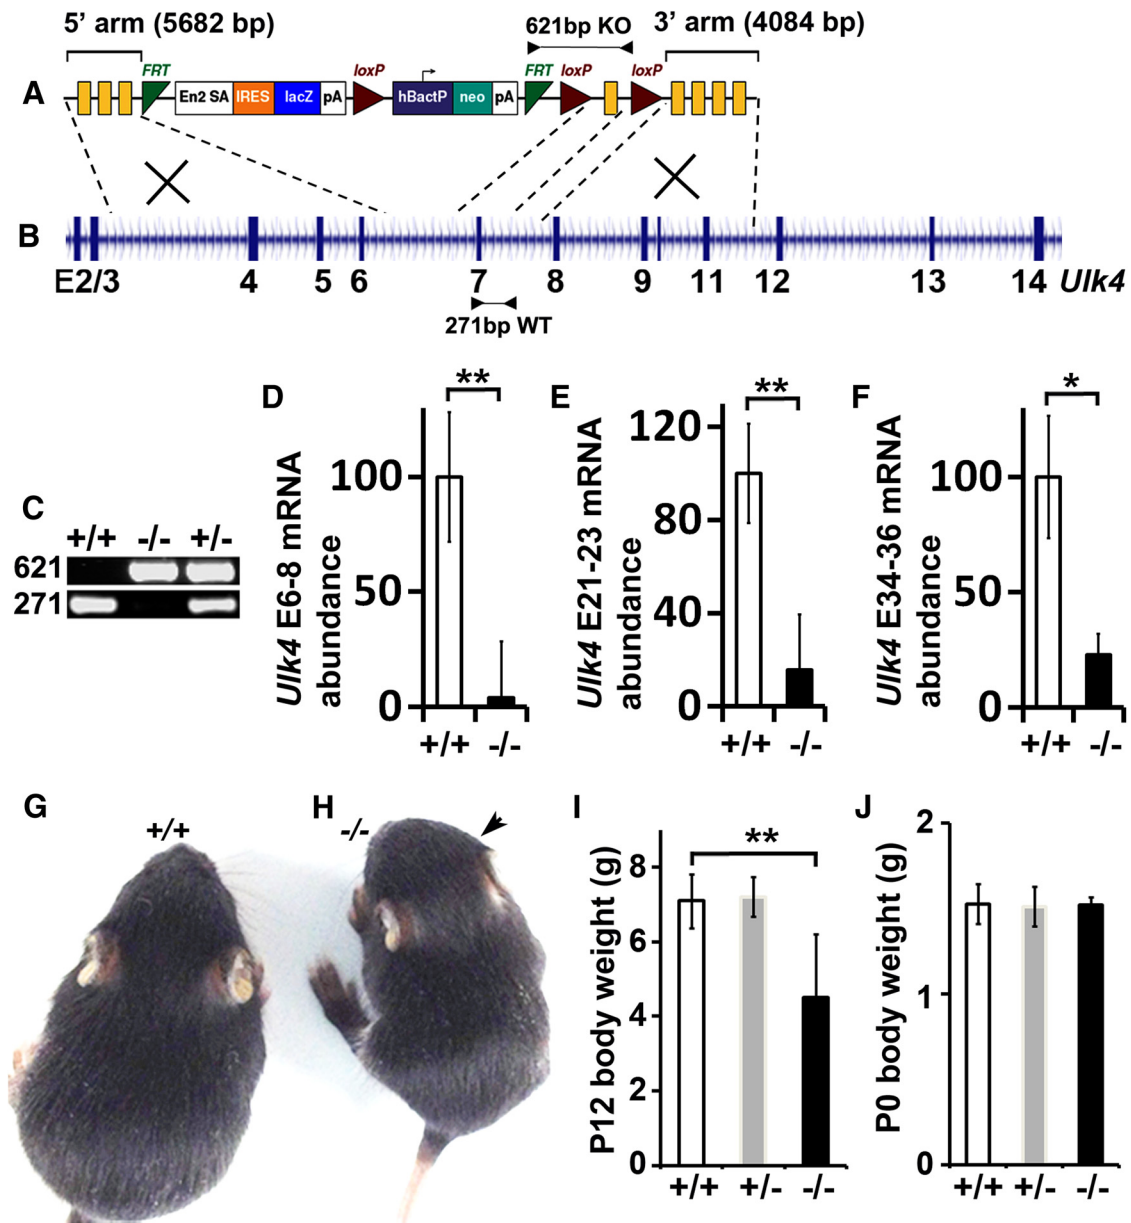 5’ arm (5682 bp)
621bp KO
3’ arm (4084 bp)
A
FRT
En2 SA
IRES
lacZ
pA
loxP
hBactP
neo
pA
FRT
loxP
loxP
B
E2/3 4 5 6 7 8 9 11 12 13 14 Ulk4
271bp WT
C
+/+ -/- +/-
621
271
D
**
Ulk4 E6-8 mRNA
abundance
100
50
0
+/+ -/-
E
**
Ulk4 E21-23 mRNA
abundance
120
80
40
0
+/+ -/-
F
*
Ulk4 E34-36 mRNA
abundance
100
50
0
+/+ -/-
G
+/+
H
-/-
I
**
P12 body weight (g)
8
6
4
2
0
+/+ +/- -/-
J
P0 body weight (g)
2
1
0
+/+ +/- -/-